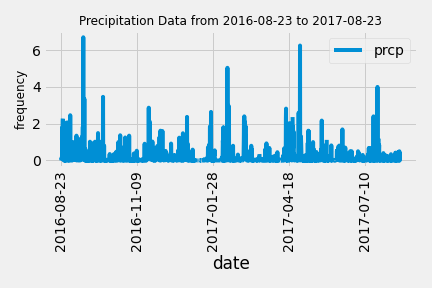 Precipitation Data from 2016-08-23 to 2017-08-23
frequency
6
4
2
0
prcp
2016-08-23
2016-11-09
2017-01-28
2017-04-18
2017-07-10
date